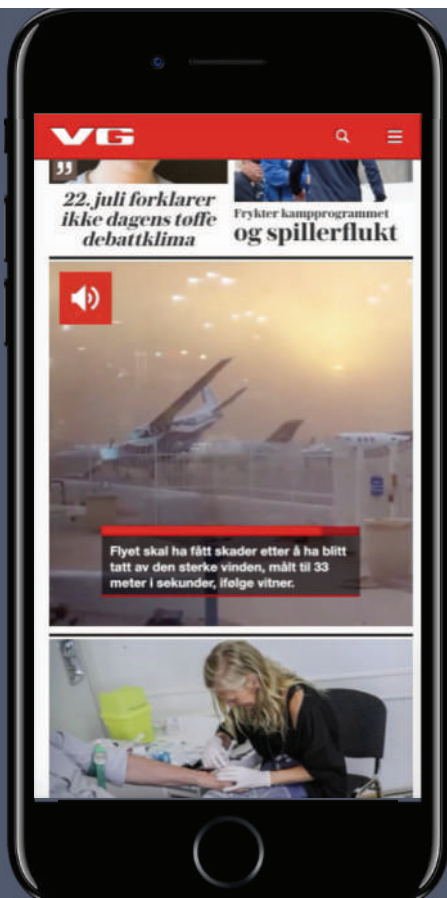 VG
22. juli forklarer
ikke dagens tøffe
debattklima
Frykter kampprogrammet
og spillerflukt
Flyet skal ha fått skader etter å ha blitt
tatt av den sterke vinden, målt til 33
meter i sekunder, ifølge vitner.